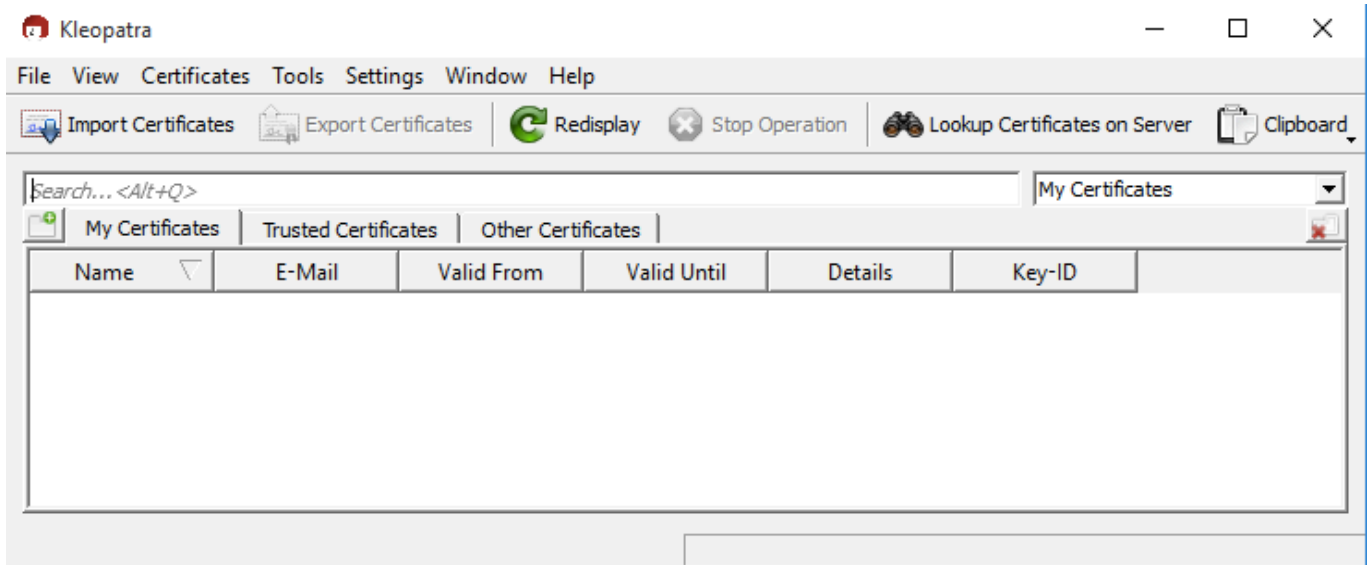 Kleopatra
File View Certificates Tools Settings Window Help
Import Certificates Export Certificates Redisplay Stop Operation Lookup Certificates on Server Clipboard
Search...<Alt+Q> My Certificates
My Certificates Trusted Certificates Other Certificates
Name E-Mail Valid From Valid Until Details Key-ID